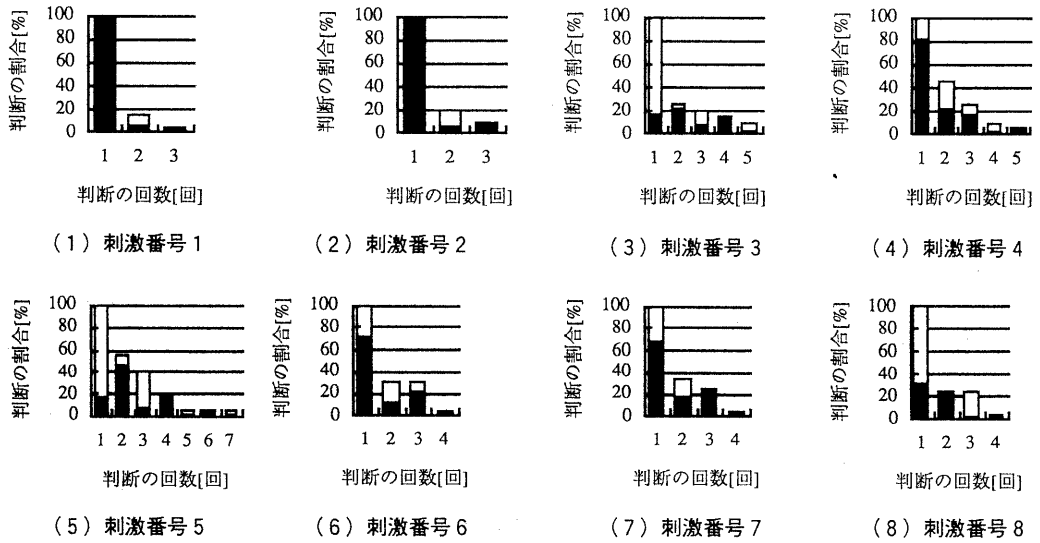 判断の割合[%]
100
80
60
40
20
0
1 2 3
判断の回数[回]
(1) 刺激番号1
判断の割合[%]
100
80
60
40
20
0
1 2 3
判断の回数[回]
(2) 刺激番号2
判断の割合[%]
100
80
60
40
20
0
1 2 3 4 5
判断の回数[回]
(3) 刺激番号3
判断の割合[%]
100
80
60
40
20
0
1 2 3 4 5
判断の回数[回]
(4) 刺激番号4
判断の割合[%]
100
80
60
40
20
0
1 2 3 4 5 6 7
判断の回数[回]
(5) 刺激番号5
判断の割合[%]
100
80
60
40
20
0
1 2 3 4
判断の回数[回]
(6) 刺激番号6
判断の割合[%]
100
80
60
40
20
0
1 2 3 4
判断の回数[回]
(7) 刺激番号7
判断の割合[%]
100
80
60
40
20
0
1 2 3 4
判断の回数[回]
(8) 刺激番号8